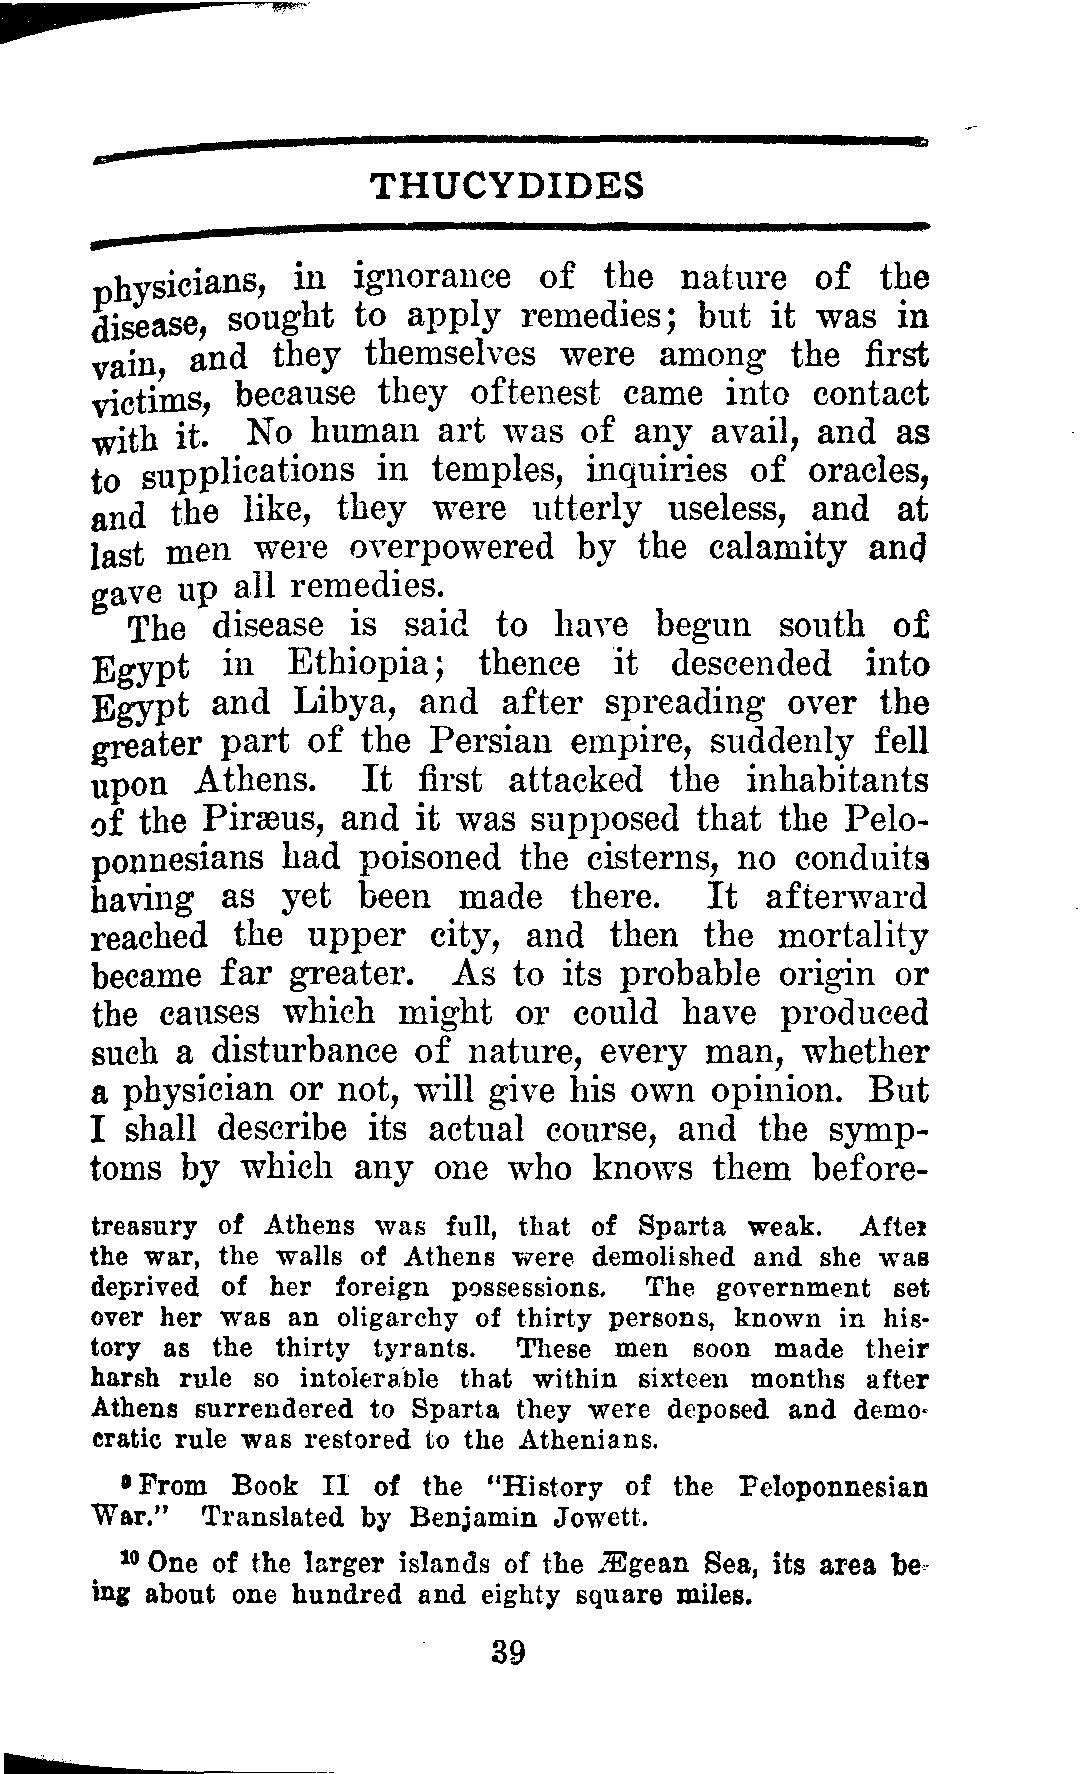 THUCYDIDES
physicians, in ignorance of the nature of the
disease, sought to apply remedies; but it was in
vain, and they themselves were among the first
victims, because they oftenest came into contact
with it. No human art was of any avail, and as
to supplications in temples, inquiries of oracles,
and the like, they were utterly useless, and at
last men were overpowered by the calamity and
gave up all remedies.
The disease is said to have begun south of
Egypt in Ethiopia; thence it descended into
Egypt and Libya, and after spreading over the
greater part of the Persian empire, suddenly fell
upon Athens. It first attacked the inhabitants
of the Piræus, and it was supposed that the Pelo-
ponnesians had poisoned the cisterns, no conduits
having as yet been made there. It afterward
reached the upper city, and then the mortality
became far greater. As to its probable origin or
the causes which might or could have produced
such a disturbance of nature, every man, whether
a physician or not, will give his own opinion. But
I shall describe its actual course, and the symp-
toms by which any one who knows them before-
treasury of Athens was full, that of Sparta weak. After
the war, the walls of Athens were demolished and she was
deprived of her foreign possessions. The government set
over her was an oligarchy of thirty persons, known in his-
tory as the thirty tyrants. These men soon made their
harsh rule so intolerable that within sixteen months after
Athens surrendered to Sparta they were deposed and demo-
cratic rule was restored to the Athenians.
⁹ From Book II of the "History of the Peloponnesian
War." Translated by Benjamin Jowett.
¹⁰ One of the larger islands of the Ægean Sea, its area be-
ing about one hundred and eighty square miles.
39